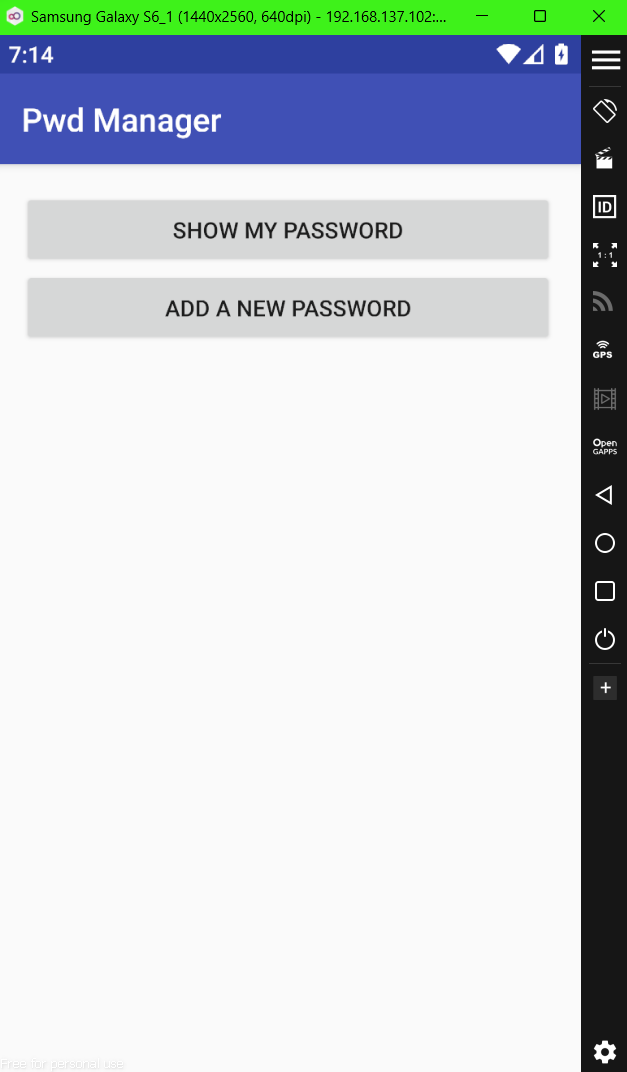 Samsung Galaxy S6_1 (1440x2560, 640dpi) - 192.168.137.102:...
7:14
Pwd Manager
SHOW MY PASSWORD
ADD A NEW PASSWORD
ID
1 : 1
GPS
Open
GAPPS
Free for personal use